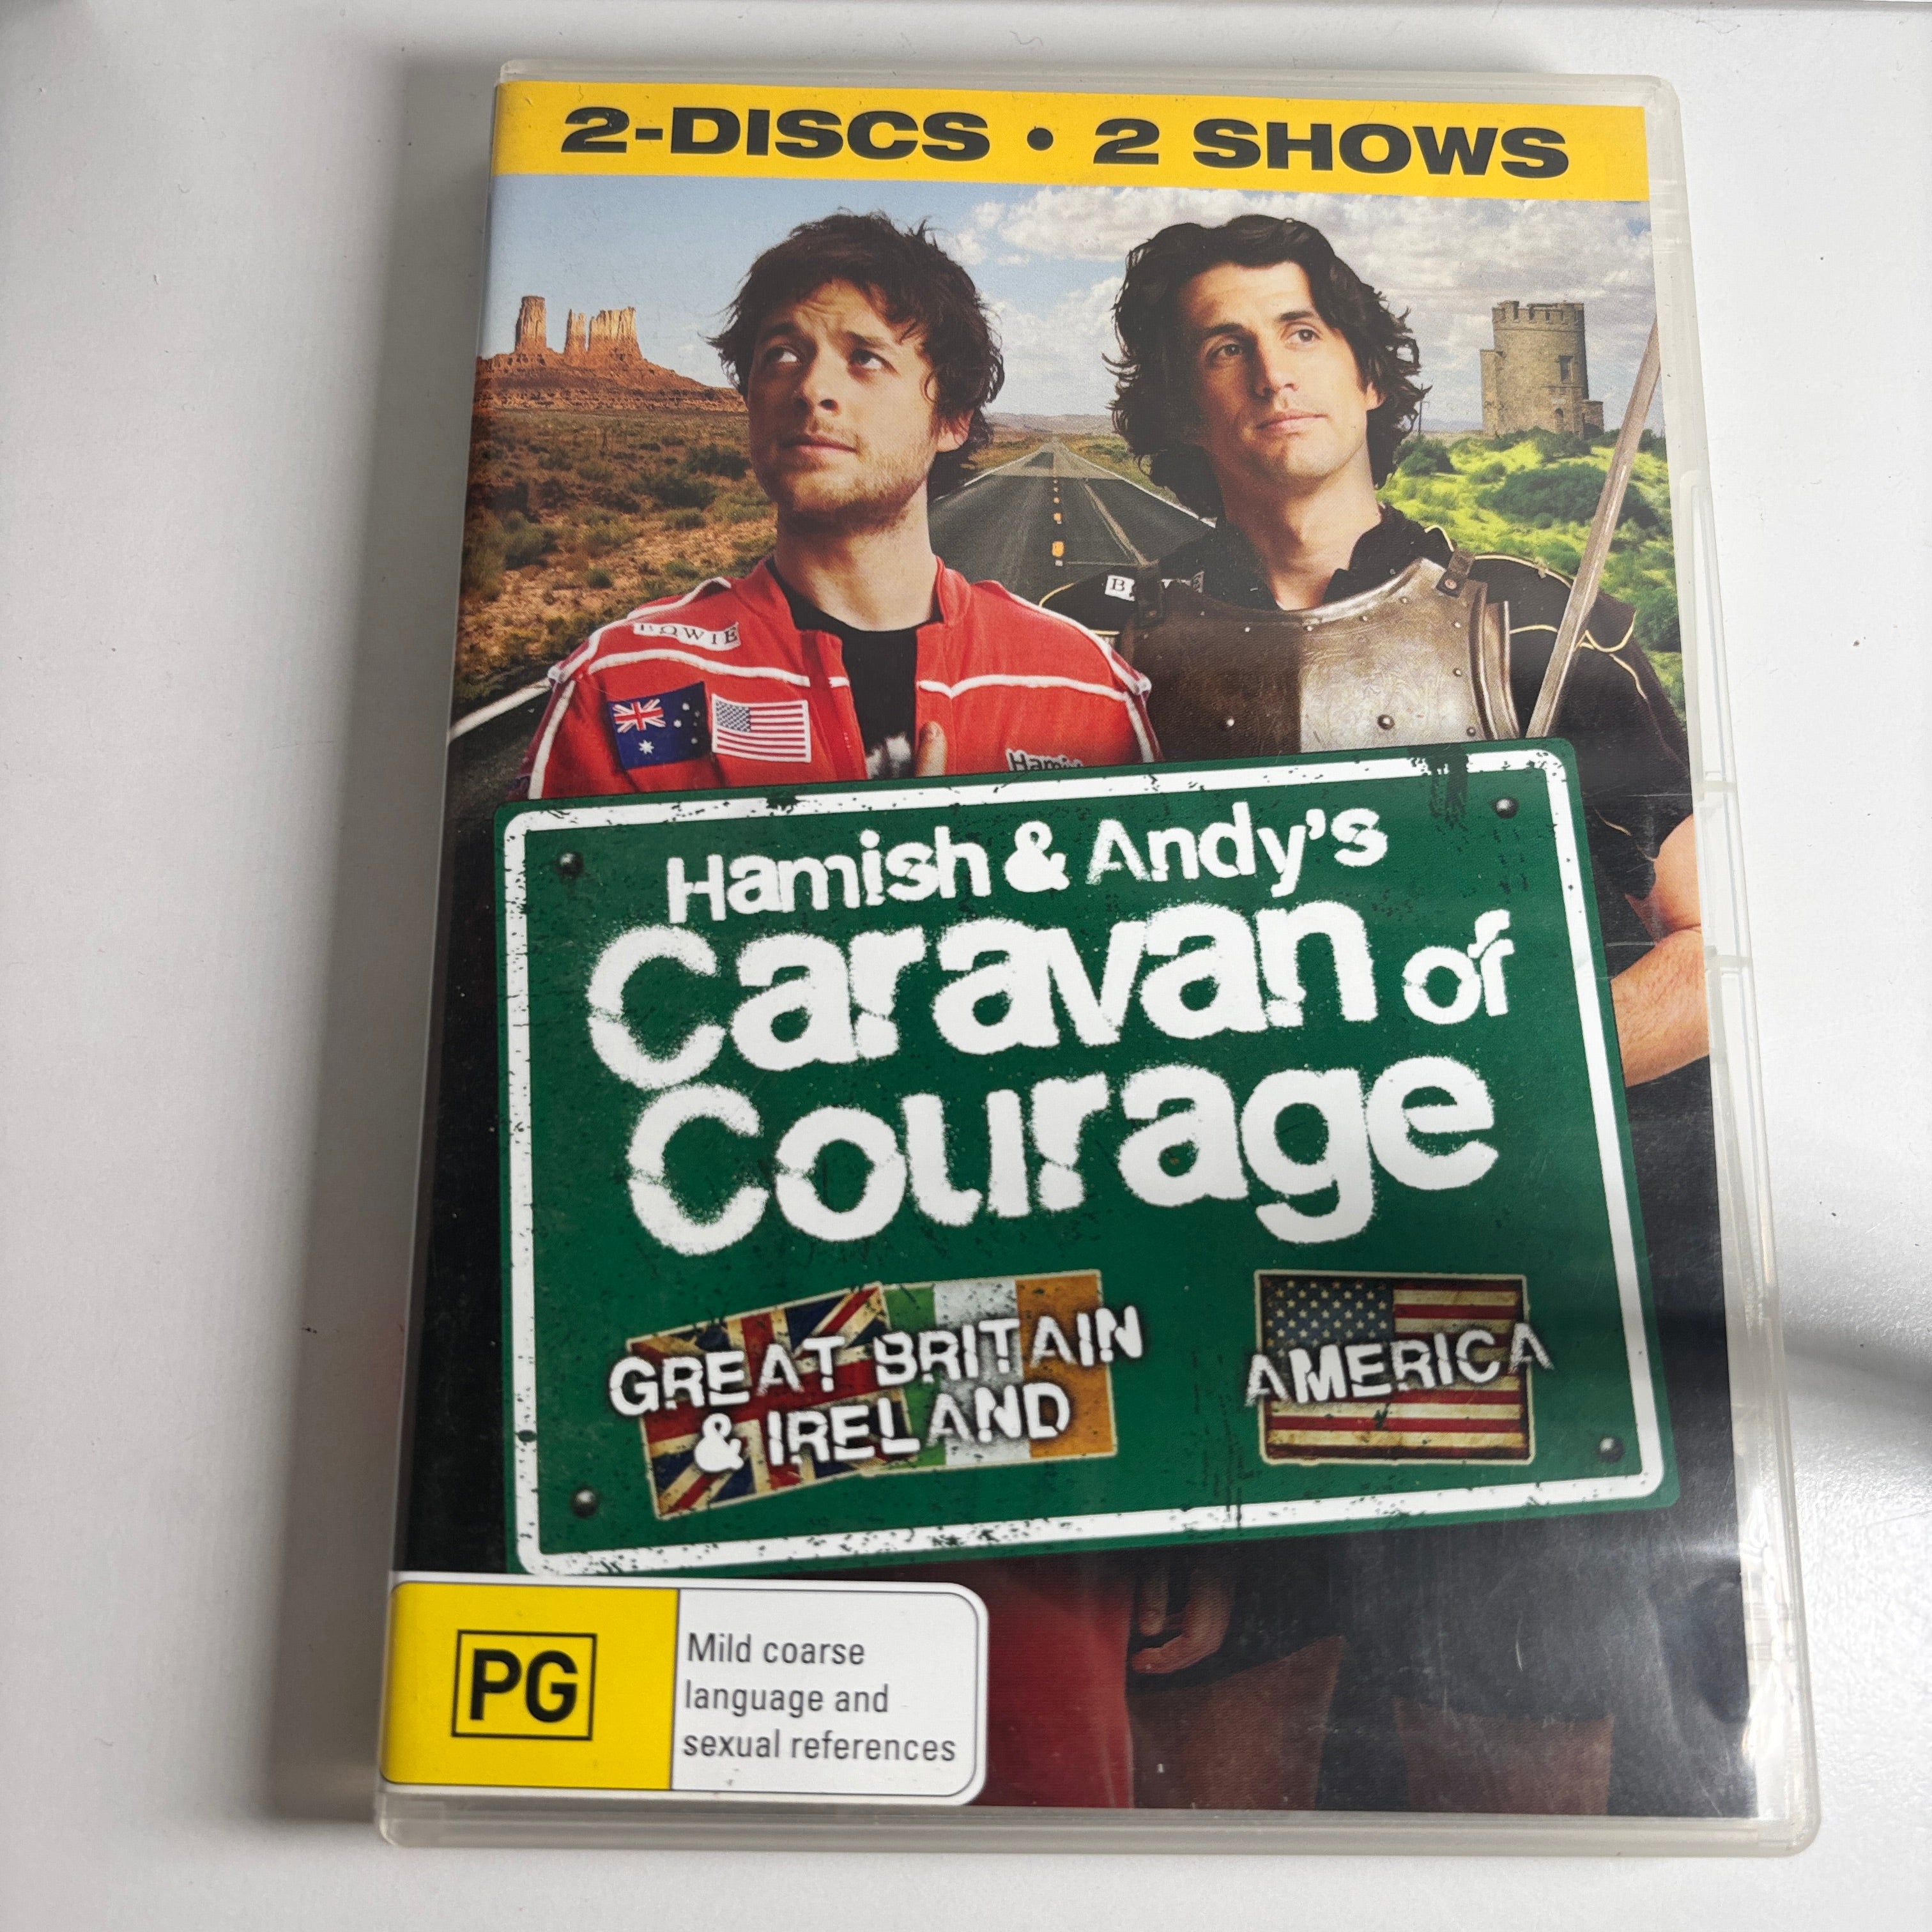 2-DISCS • 2 SHOWS
BOWIE
Hamish & Andy's
Caravan of
Courage
GREAT BRITAIN
& IRELAND
AMERICA
PG
Mild coarse
language and
sexual references